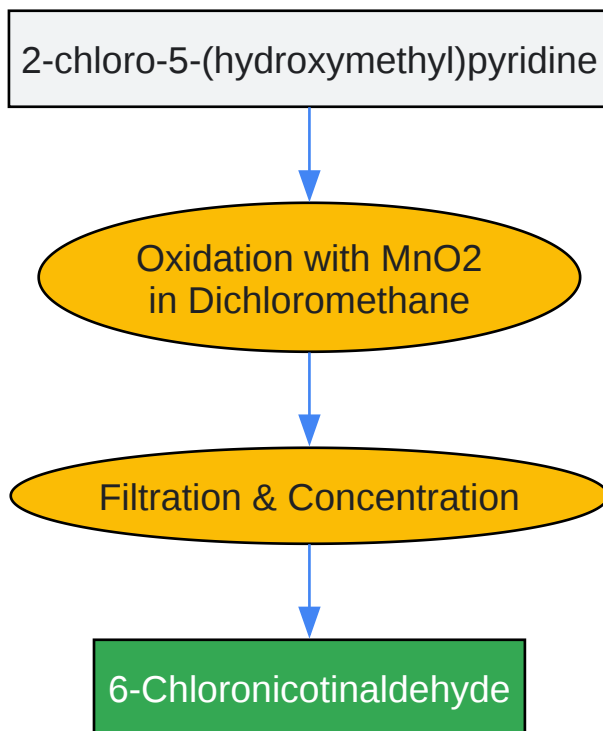 2-chloro-5-(hydroxymethyl)pyridine
Oxidation with MnO2
in Dichloromethane
Filtration & Concentration
6-Chloronicotinaldehyde